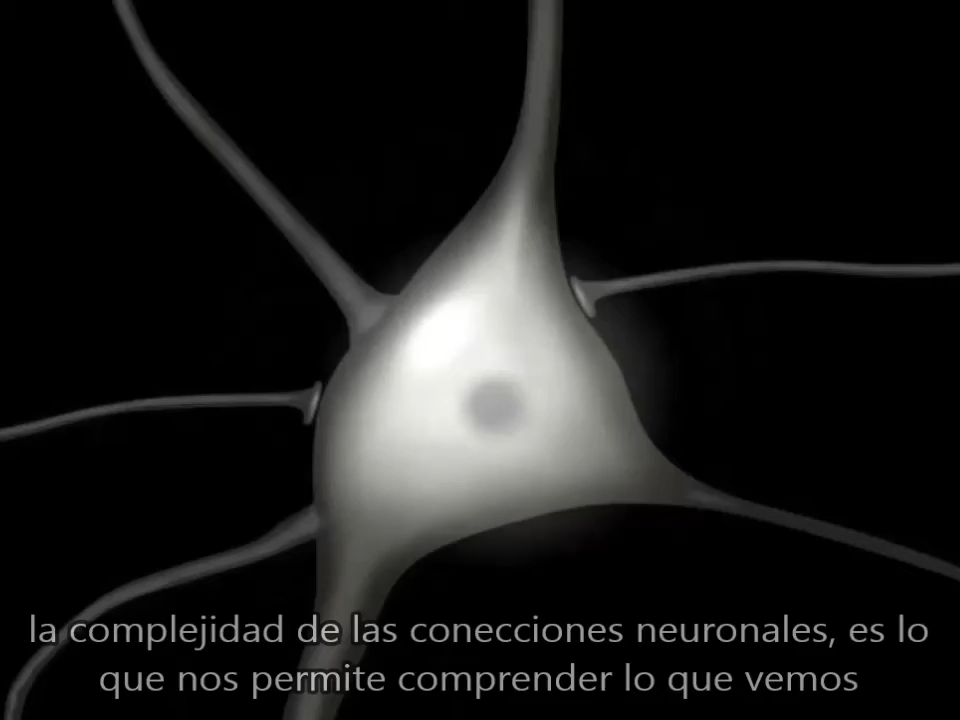 la complejidad de las conecciones neuronales, es lo
que nos permite comprender lo que vemos